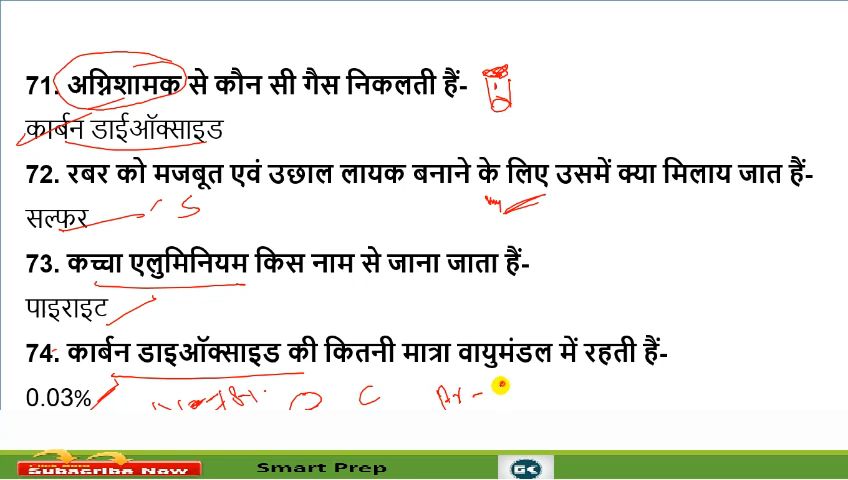 71. अग्निशामक से कौन सी गैस निकलती हैं-
कार्बन डाईऑक्साइड
72. रबर को मजबूत एवं उछाल लायक बनाने के लिए उसमें क्या मिलाय जात हैं-
सल्फर
S
73. कच्चा एलुमिनियम किस नाम से जाना जाता हैं-
पाइराइट
74. कार्बन डाइऑक्साइड की कितनी मात्रा वायुमंडल में रहती हैं-
0.03%
C Ar -
Subscribe Now Smart Prep GK